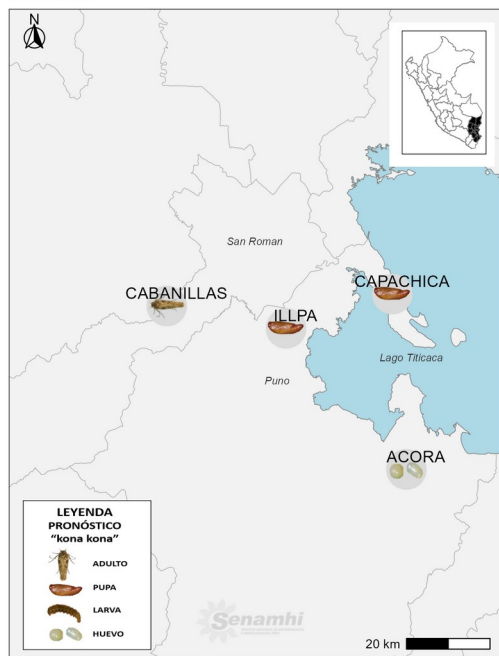 N
San Roman
CABANILLAS
CAPACHICA
ILLPA
Lago Titicaca
Puno
ACORA
LEYENDA
PRONÓSTICO
“kona kona”
ADULTO
PUPA
LARVA
HUEVO
Senamhi
20 km